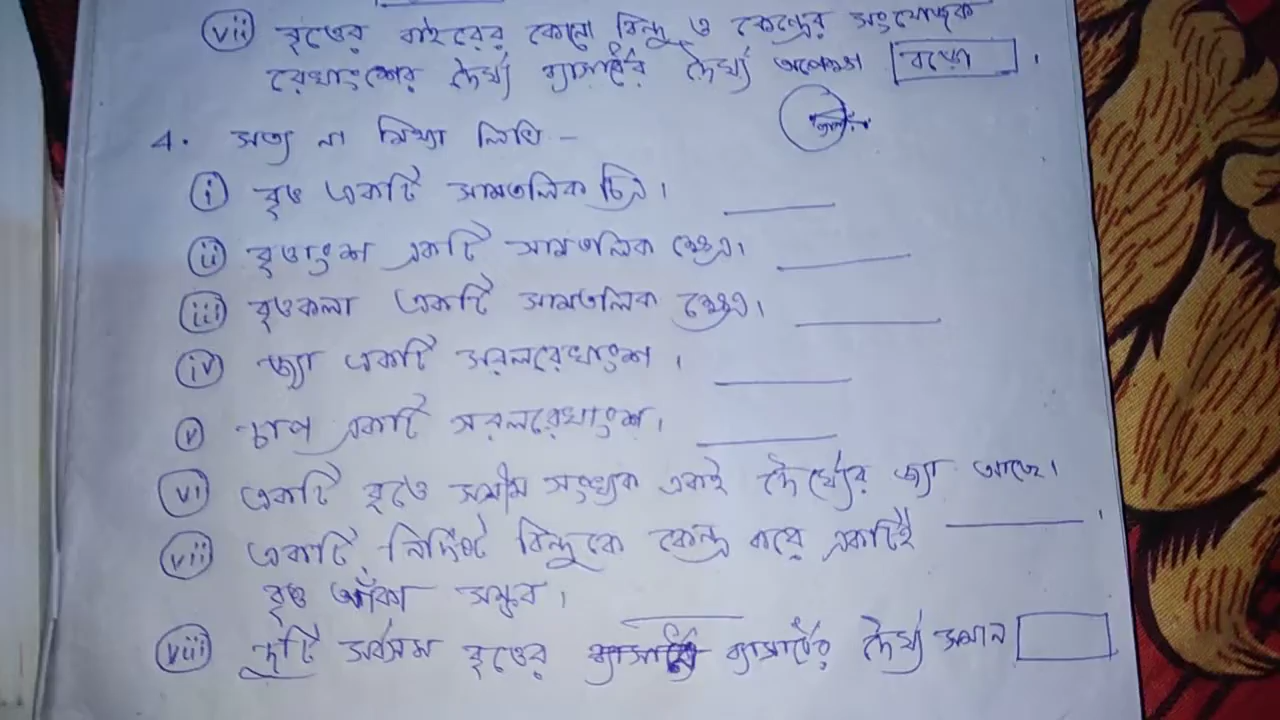 (vii) বৃত্তের বাইরের কোনো বিন্দু ও কেন্দ্রের সংযোজক
রেখাংশের দৈর্ঘ্য ব্যাসার্ধের দৈর্ঘ্য অপেক্ষা বড়ো ।
4. সত্য না মিথ্যা লিখি –
(i) বৃত্ত একটি সামতলিক চিত্র ।
(ii) বৃত্তাংশ একটি সামতলিক ক্ষেত্র ।
(iii) বৃত্তকলা একটি সামতলিক ক্ষেত্র ।
(iv) জ্যা একটি সরলরেখাংশ ।
(v) চাপ একটি সরলরেখাংশ ।
(vi) একটি বৃত্তে সসীম সংখ্যক একই দৈর্ঘ্যের জ্যা আছে ।
(vii) একটি নির্দিষ্ট বিন্দুকে কেন্দ্র করে একটিই
বৃত্ত আঁকা সম্ভব ।
(viii) দুটি সর্বসম বৃত্তের ব্যাসার্ধের দৈর্ঘ্য সমান